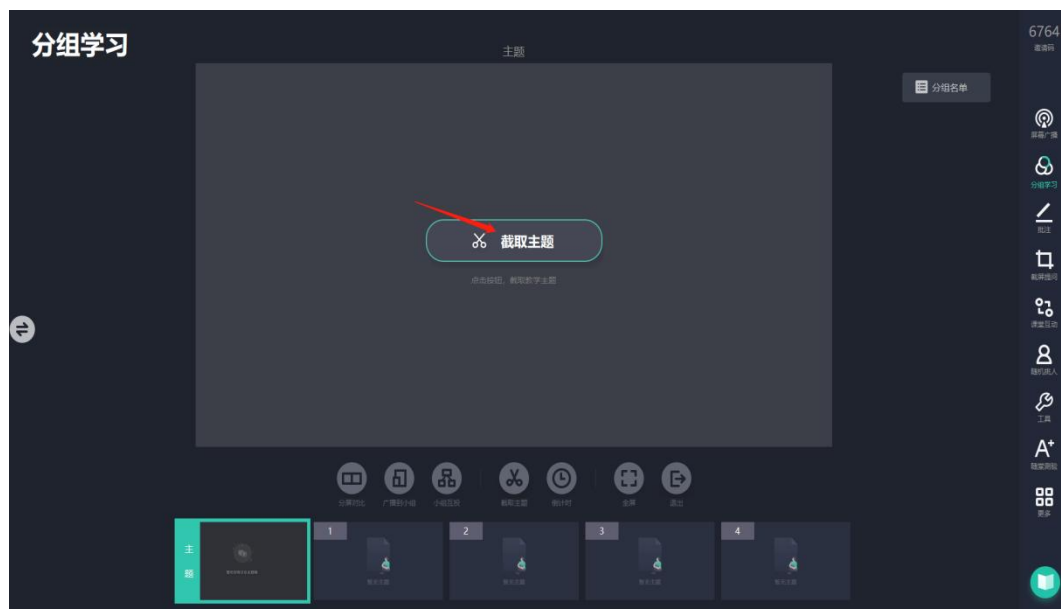 分组学习
主题
6764
邀请码
分组名单
屏幕广播
分组学习
批注
截屏提问
课堂互动
随机挑人
工具
A+
随堂测验
更多
截取主题
点击按钮，截取教学主题
分屏对比
广播到小组
小组互视
截取主题
倒计时
全屏
退出
主题
1
暂无主题
2
暂无主题
3
暂无主题
4
暂无主题